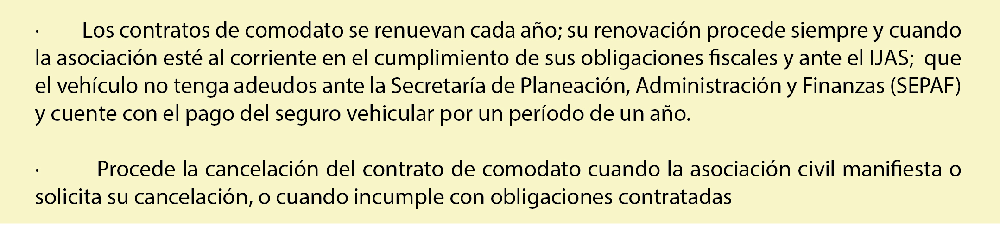 · Los contratos de comodato se renuevan cada año; su renovación procede siempre y cuando
la asociación esté al corriente en el cumplimiento de sus obligaciones fiscales y ante el IJAS;  que
el vehículo no tenga adeudos ante la Secretaría de Planeación, Administración y Finanzas (SEPAF)
y cuente con el pago del seguro vehicular por un período de un año.
· Procede la cancelación del contrato de comodato cuando la asociación civil manifiesta o
solicita su cancelación, o cuando incumple con obligaciones contratadas